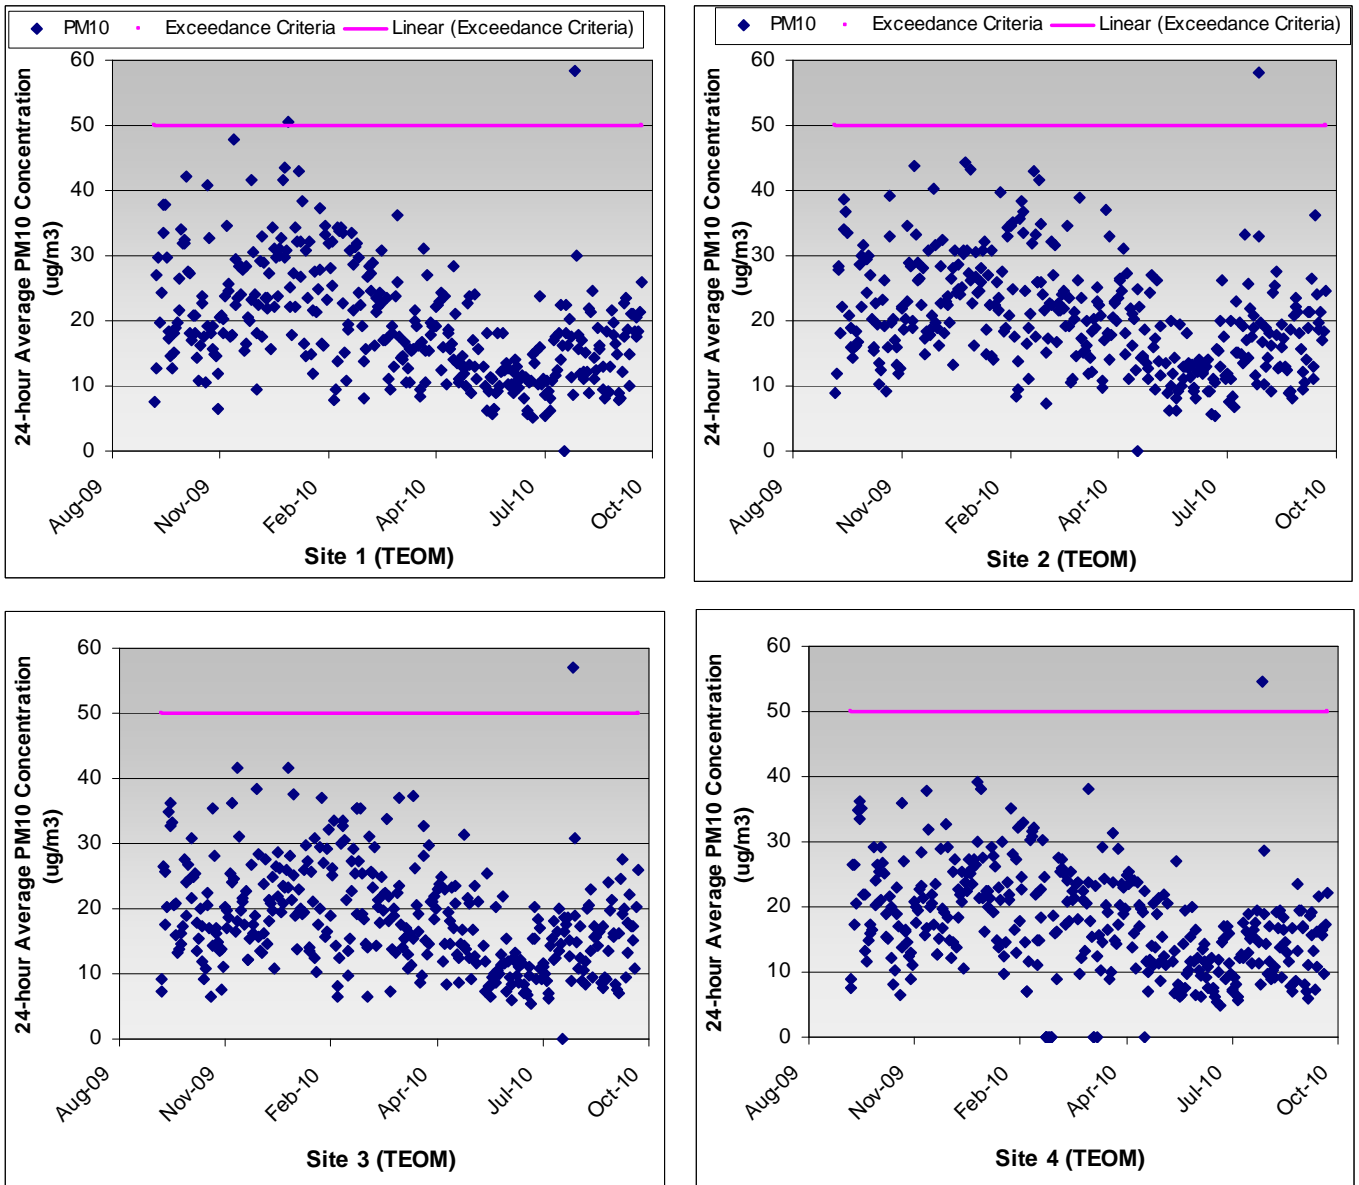 PM10 Exceedance Criteria Linear (Exceedance Criteria)
24-hour Average PM10 Concentration
(ug/m3)
60
50
40
30
20
10
0
Aug-09 Nov-09 Feb-10 Apr-10 Jul-10 Oct-10
Site 1 (TEOM)
PM10 Exceedance Criteria Linear (Exceedance Criteria)
24-hour Average PM10 Concentration
(ug/m3)
60
50
40
30
20
10
0
Aug-09 Nov-09 Feb-10 Apr-10 Jul-10 Oct-10
Site 2 (TEOM)
24-hour Average PM10 Concentration
(ug/m3)
60
50
40
30
20
10
0
Aug-09 Nov-09 Feb-10 Apr-10 Jul-10 Oct-10
Site 3 (TEOM)
24-hour Average PM10 Concentration
(ug/m3)
60
50
40
30
20
10
0
Aug-09 Nov-09 Feb-10 Apr-10 Jul-10 Oct-10
Site 4 (TEOM)